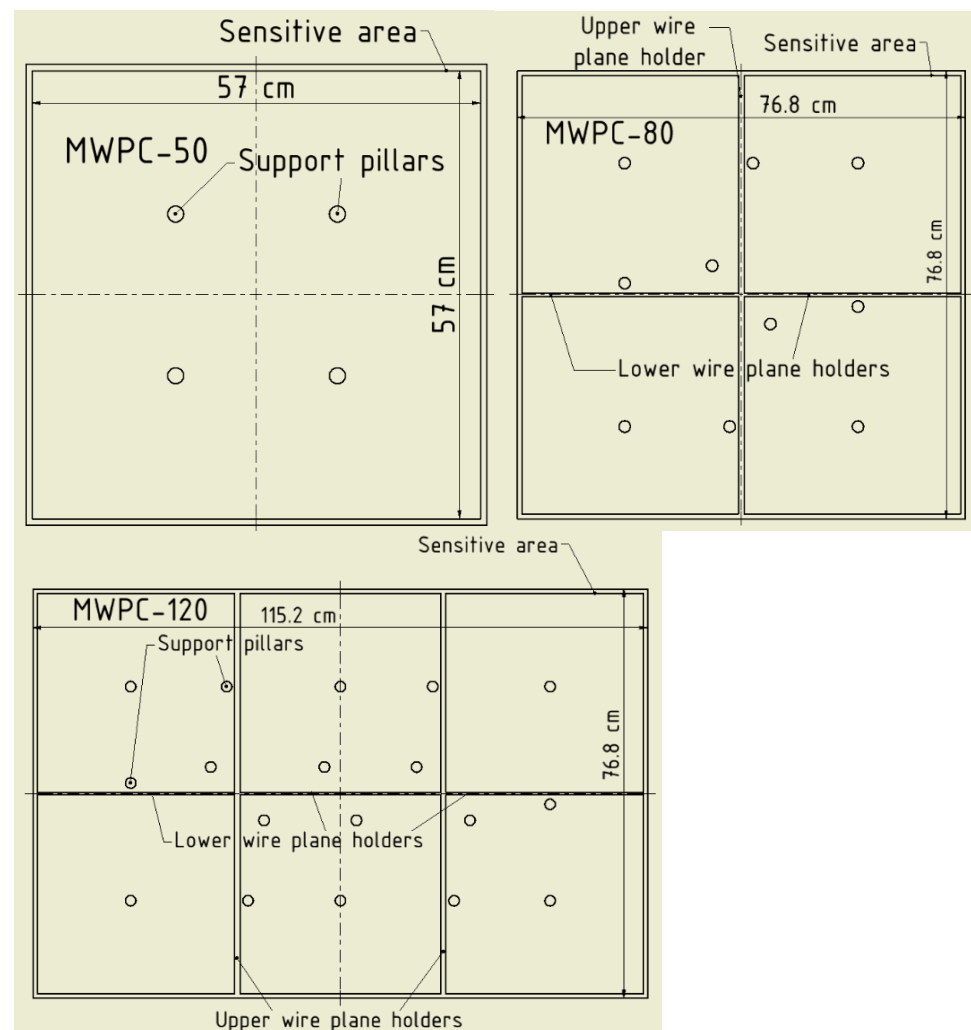 Sensitive area
57 cm
MWPC-50
Support pillars
57 cm
Upper wire
plane holder
Sensitive area
76.8 cm
MWPC-80
76.8 cm
Lower wire plane holders
Sensitive area
MWPC-120
115.2 cm
Support pillars
76.8 cm
Lower wire plane holders
Upper wire plane holders